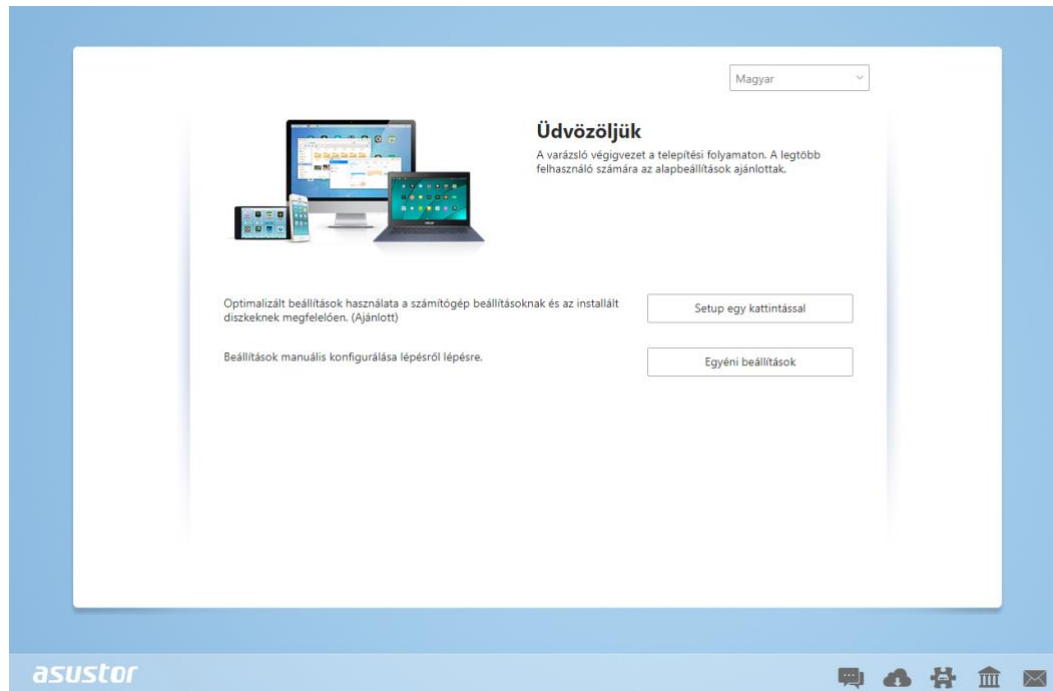 Magyar
Üdvözöljük
A varázsló végigvezet a telepítési folyamaton. A legtöbb
felhasználó számára az alapbeállítások ajánlottak.
Optimalizált beállítások használata a számítógép beállításoknak és az installált
diszkeknek megfelelően. (Ajánlott)
Setup egy kattintással
Beállítások manuális konfigurálása lépésről lépésre.
Egyéni beállítások
asustor